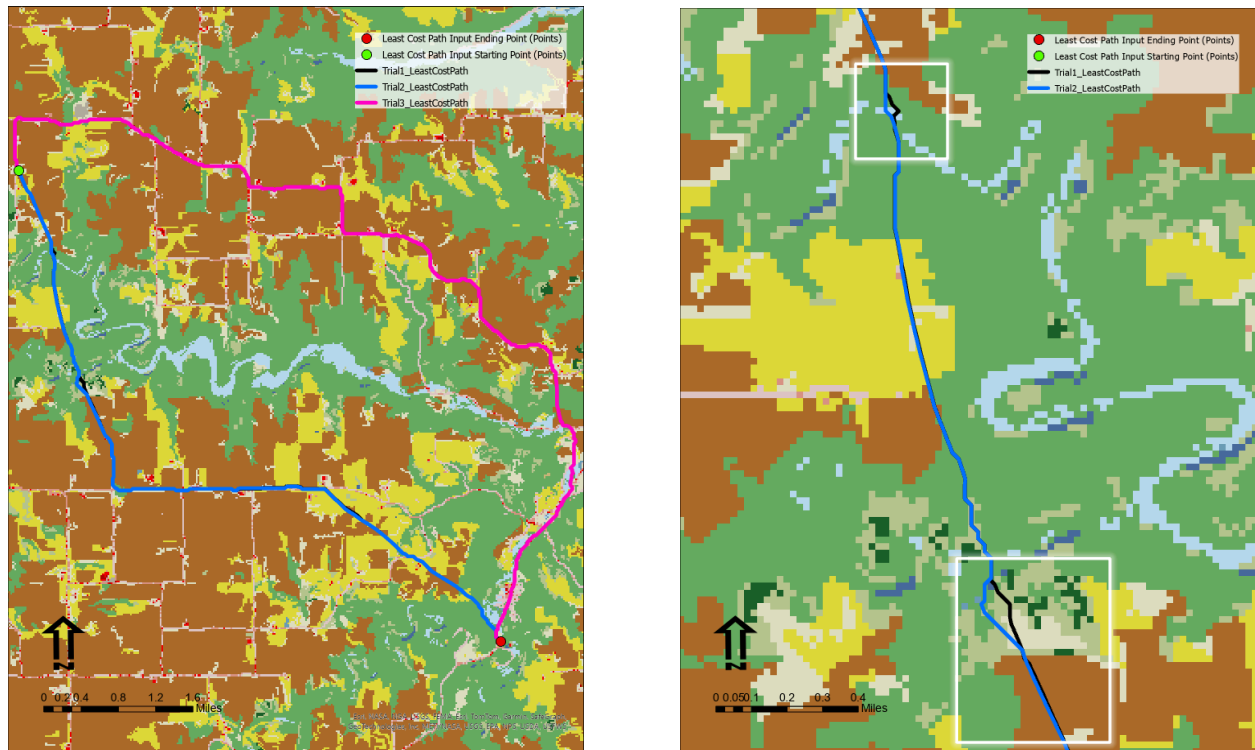 Least Cost Path Input Ending Point (Points)
Least Cost Path Input Starting Point (Points)
Trial1_LeastCostPath
Trial2_LeastCostPath
Trial3_LeastCostPath
N
0 0.2 0.4 0.8 1.2 1.6
Miles
Least Cost Path Input Ending Point (Points)
Least Cost Path Input Starting Point (Points)
Trial1_LeastCostPath
Trial2_LeastCostPath
N
0 0.050.1 0.2 0.3 0.4
Miles